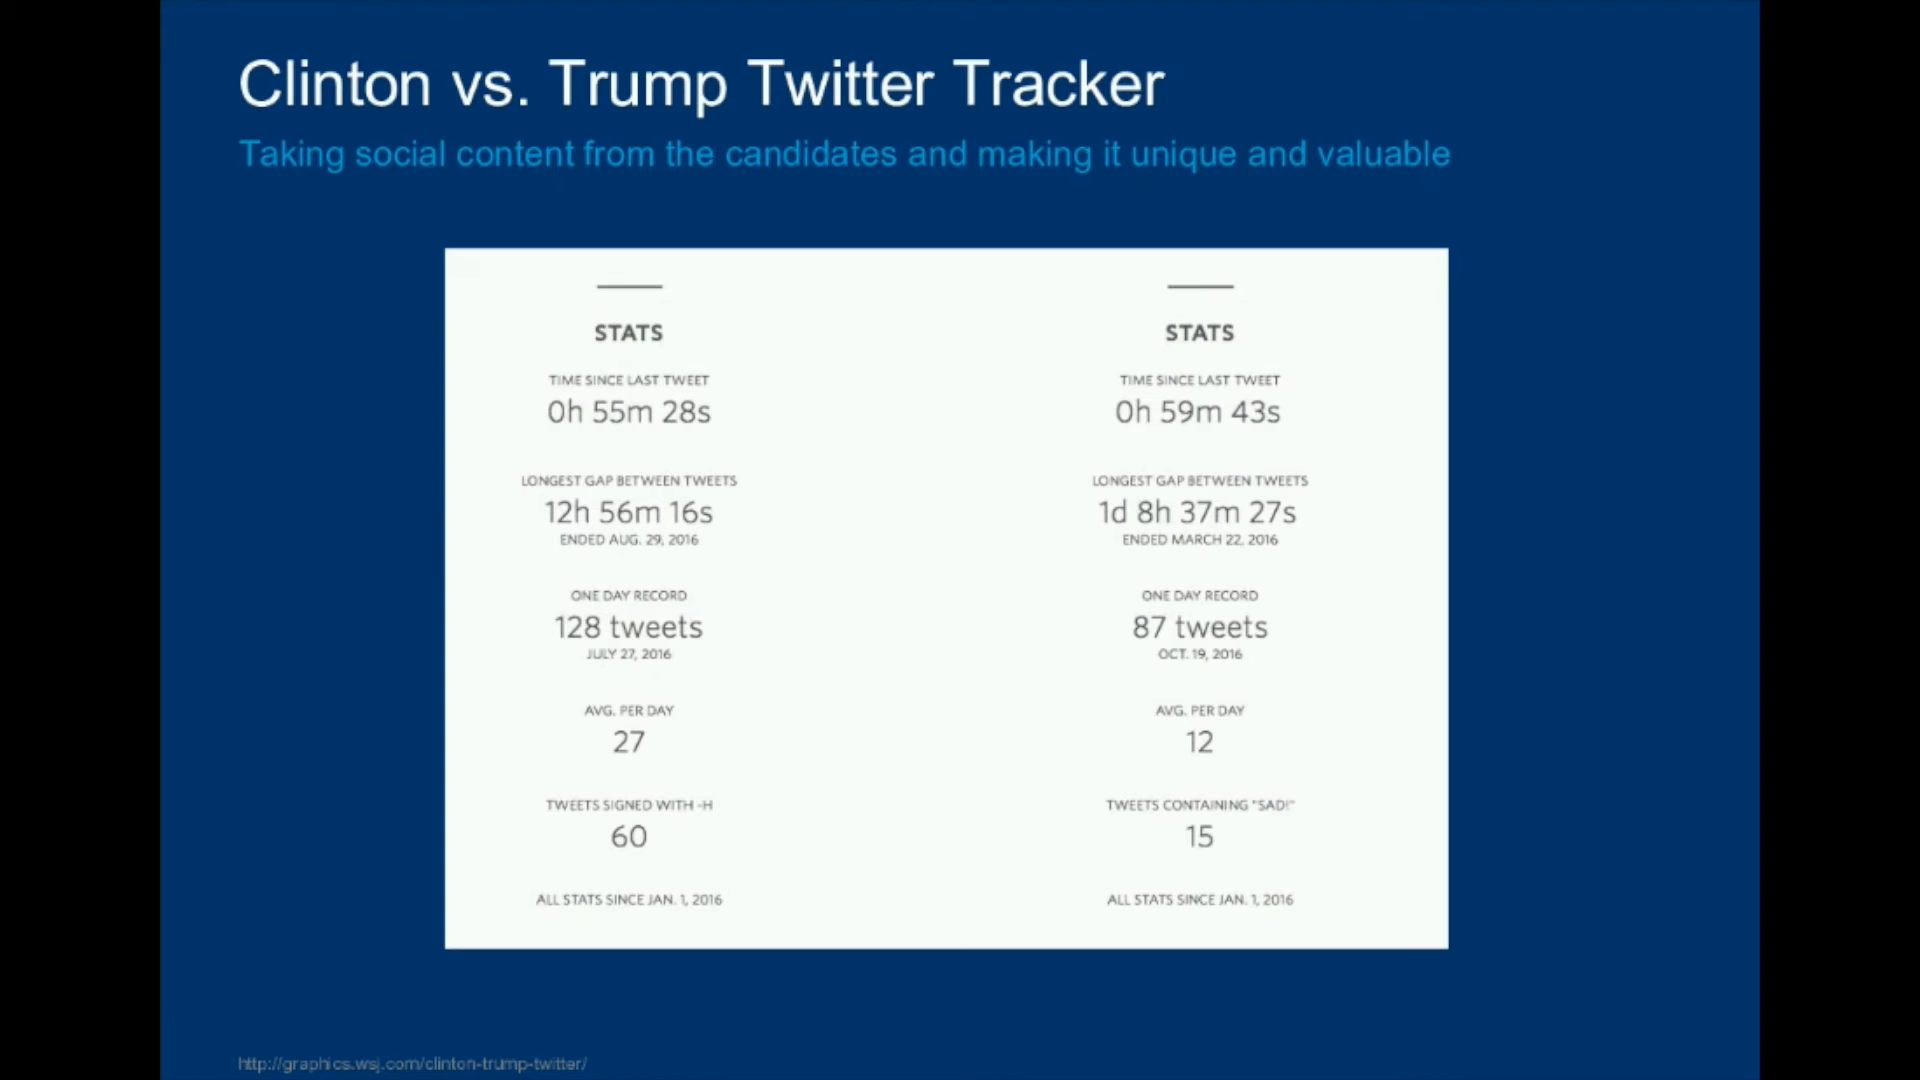 Clinton vs. Trump Twitter Tracker
Taking social content from the candidates and making it unique and valuable
STATS
TIME SINCE LAST TWEET
0h 55m 28s
LONGEST GAP BETWEEN TWEETS
12h 56m 16s
ENDED AUG. 29, 2016
ONE DAY RECORD
128 tweets
JULY 27, 2016
AVG. PER DAY
27
TWEETS SIGNED WITH -H
60
ALL STATS SINCE JAN. 1, 2016
STATS
TIME SINCE LAST TWEET
0h 59m 43s
LONGEST GAP BETWEEN TWEETS
1d 8h 37m 27s
ENDED MARCH 22, 2016
ONE DAY RECORD
87 tweets
OCT. 19, 2016
AVG. PER DAY
12
TWEETS CONTAINING "SAD!"
15
ALL STATS SINCE JAN. 1, 2016
http://graphics.wsj.com/clinton-trump-twitter/